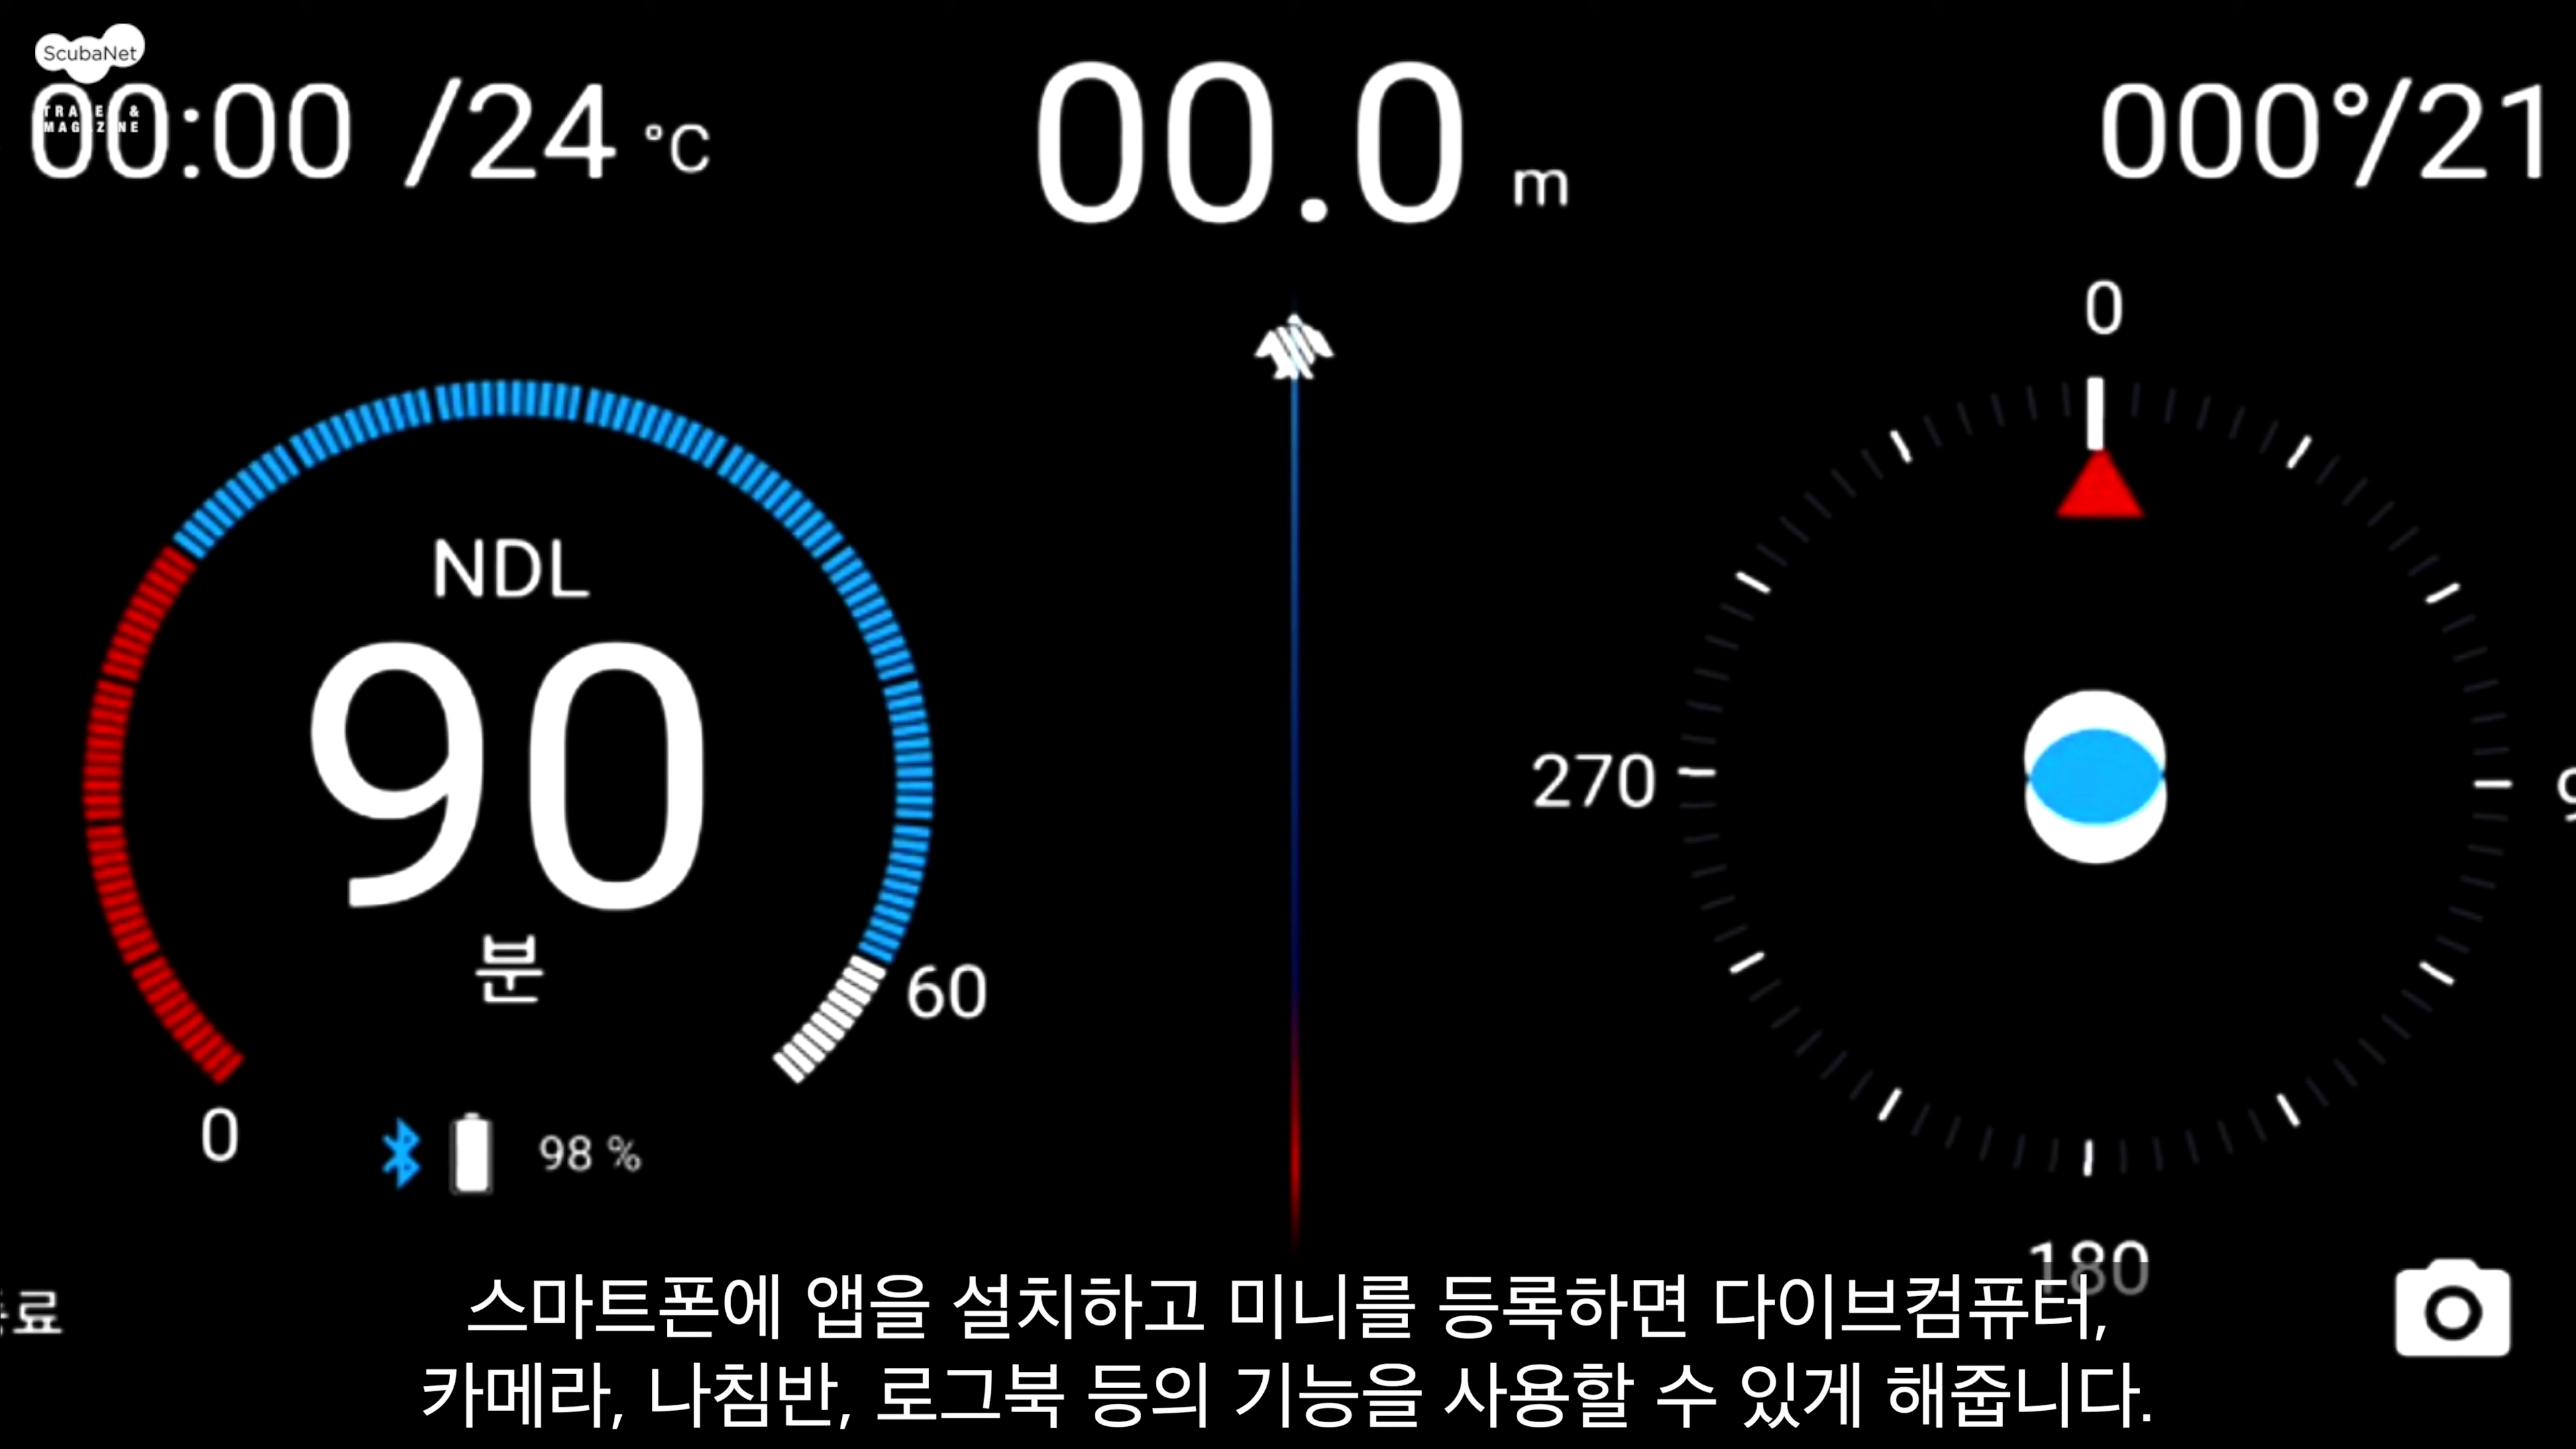 ScubaNet
TRAVEL &
MAGAZINE
00:00 /24 °C
00.0 m
000°/21
0
NDL
90
분
270
60
0
98 %
180
스마트폰에 앱을 설치하고 미니를 등록하면 다이브컴퓨터,
카메라, 나침반, 로그북 등의 기능을 사용할 수 있게 해줍니다.